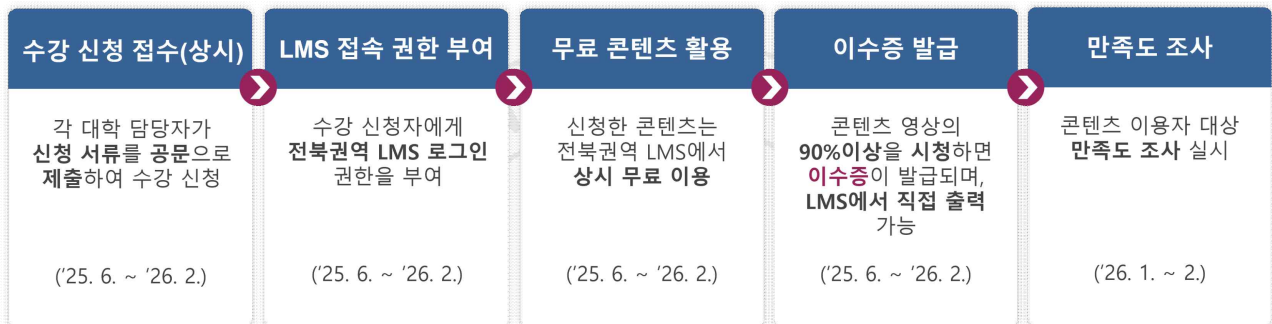 수강 신청 접수(상시)
각 대학 담당자가
신청 서류를 공문으로
제출하여 수강 신청
('25. 6. ~ '26. 2.)
LMS 접속 권한 부여
수강 신청자에게
전북권역 LMS 로그인
권한을 부여
('25. 6. ~ '26. 2.)
무료 콘텐츠 활용
신청한 콘텐츠는
전북권역 LMS에서
상시 무료 이용
('25. 6. ~ '26. 2.)
이수증 발급
콘텐츠 영상의
90%이상을 시청하면
이수증이 발급되며,
LMS에서 직접 출력
가능
('25. 6. ~ '26. 2.)
만족도 조사
콘텐츠 이용자 대상
만족도 조사 실시
('26. 1. ~ 2.)